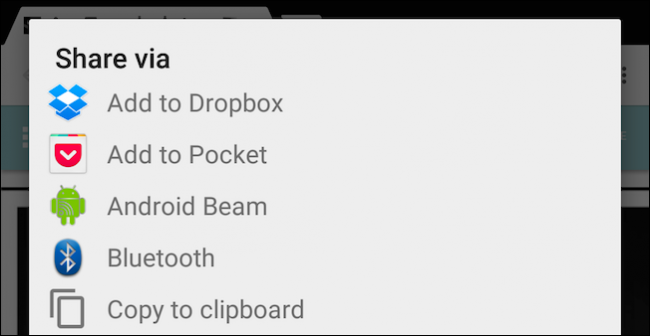 Share via
Add to Dropbox
Add to Pocket
Android Beam
Bluetooth
Copy to clipboard